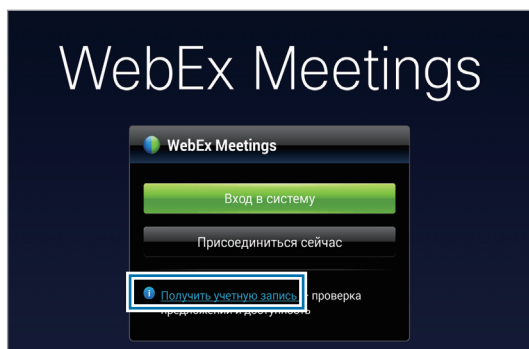 WebEx Meetings
WebEx Meetings
Вход в систему
Присоединиться сейчас
Получить учетную запись - проверка
предложений и доступность